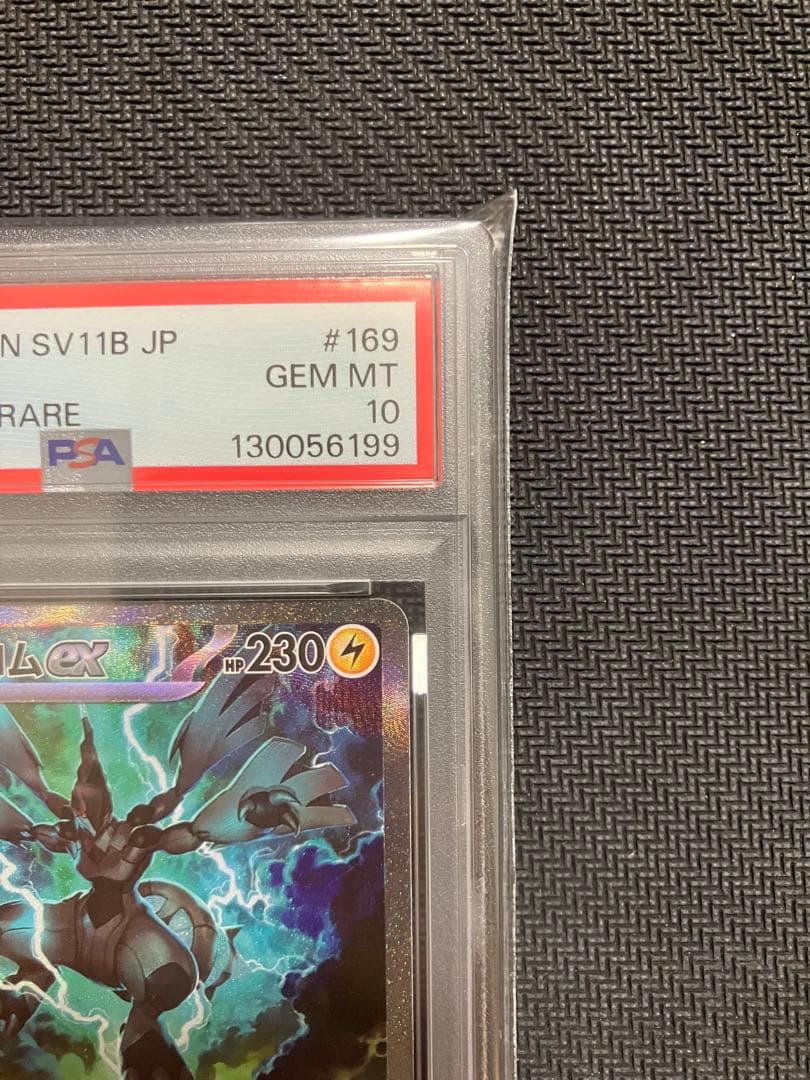 N SV11B JP #169
GEM MT
RARE 10
PSA 130056199
ムex HP230